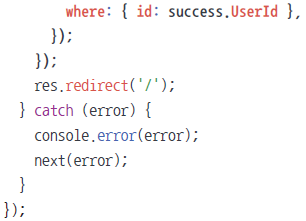 where: { id: success.UserId },
});
});
res.redirect('/');
} catch (error) {
console.error(error);
next(error);
}
});